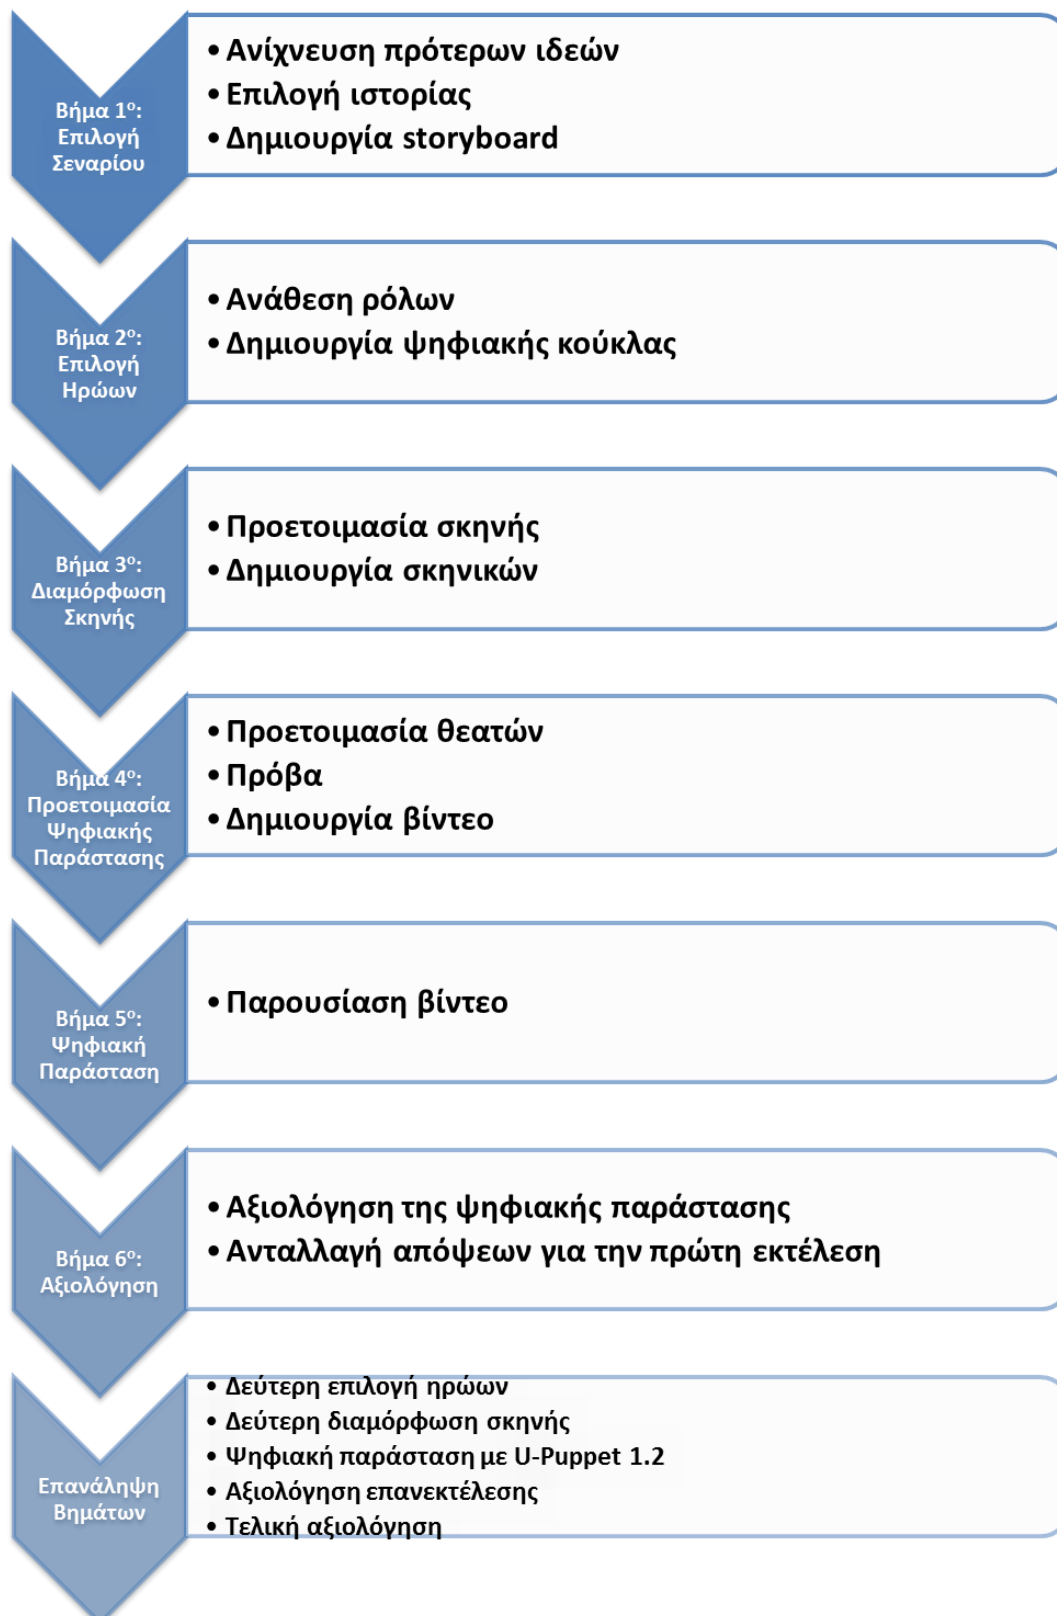 Βήμα 1ο:
Επιλογή
Σεναρίου
• Ανίχνευση πρότερων ιδεών
• Επιλογή ιστορίας
• Δημιουργία storyboard
Βήμα 2ο:
Επιλογή
Ηρώων
• Ανάθεση ρόλων
• Δημιουργία ψηφιακής κούκλας
Βήμα 3ο:
Διαμόρφωση
Σκηνής
• Προετοιμασία σκηνής
• Δημιουργία σκηνικών
Βήμα 4ο:
Προετοιμασία
Ψηφιακής
Παράστασης
• Προετοιμασία θεατών
• Πρόβα
• Δημιουργία βίντεο
Βήμα 5ο:
Ψηφιακή
Παράσταση
• Παρουσίαση βίντεο
Βήμα 6ο:
Αξιολόγηση
• Αξιολόγηση της ψηφιακής παράστασης
• Ανταλλαγή απόψεων για την πρώτη εκτέλεση
Επανάληψη
Βημάτων
• Δεύτερη επιλογή ηρώων
• Δεύτερη διαμόρφωση σκηνής
• Ψηφιακή παράσταση με U-Puppet 1.2
• Αξιολόγηση επανεκτέλεσης
• Τελική αξιολόγηση